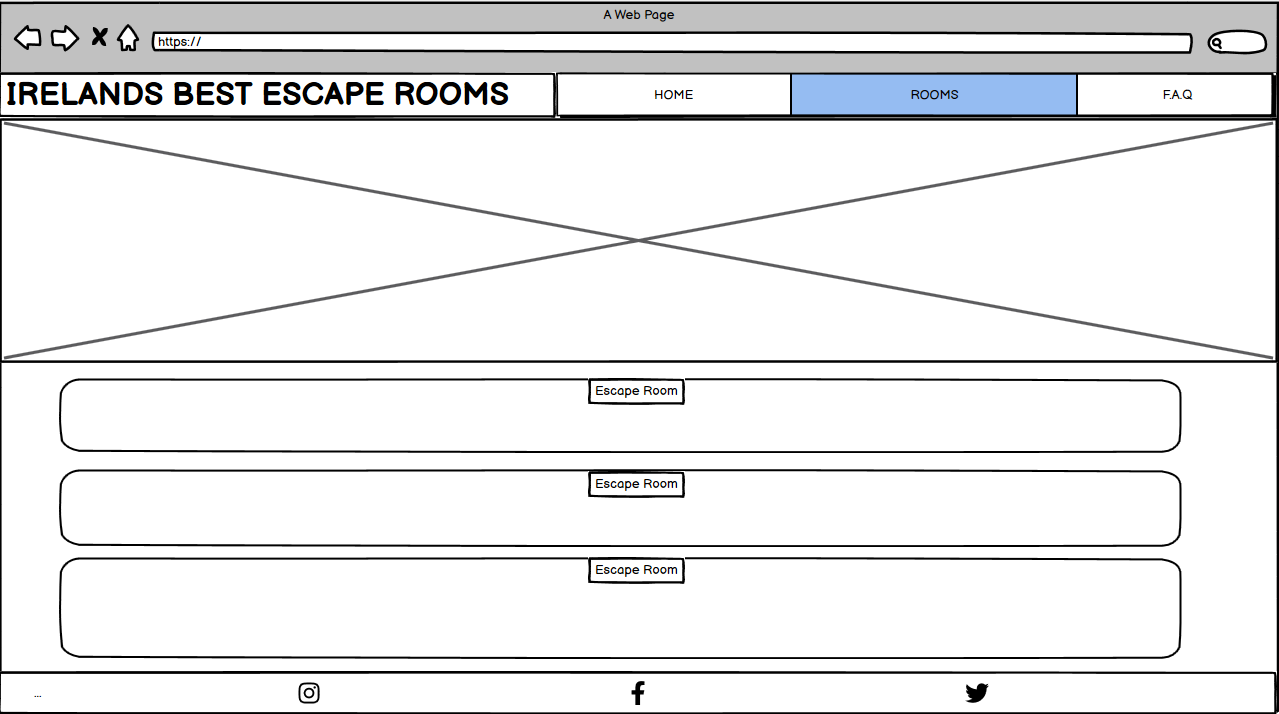 A Web Page
https://
IRELANDS BEST ESCAPE ROOMS
HOME
ROOMS
F.A.Q
Escape Room
Escape Room
Escape Room
...